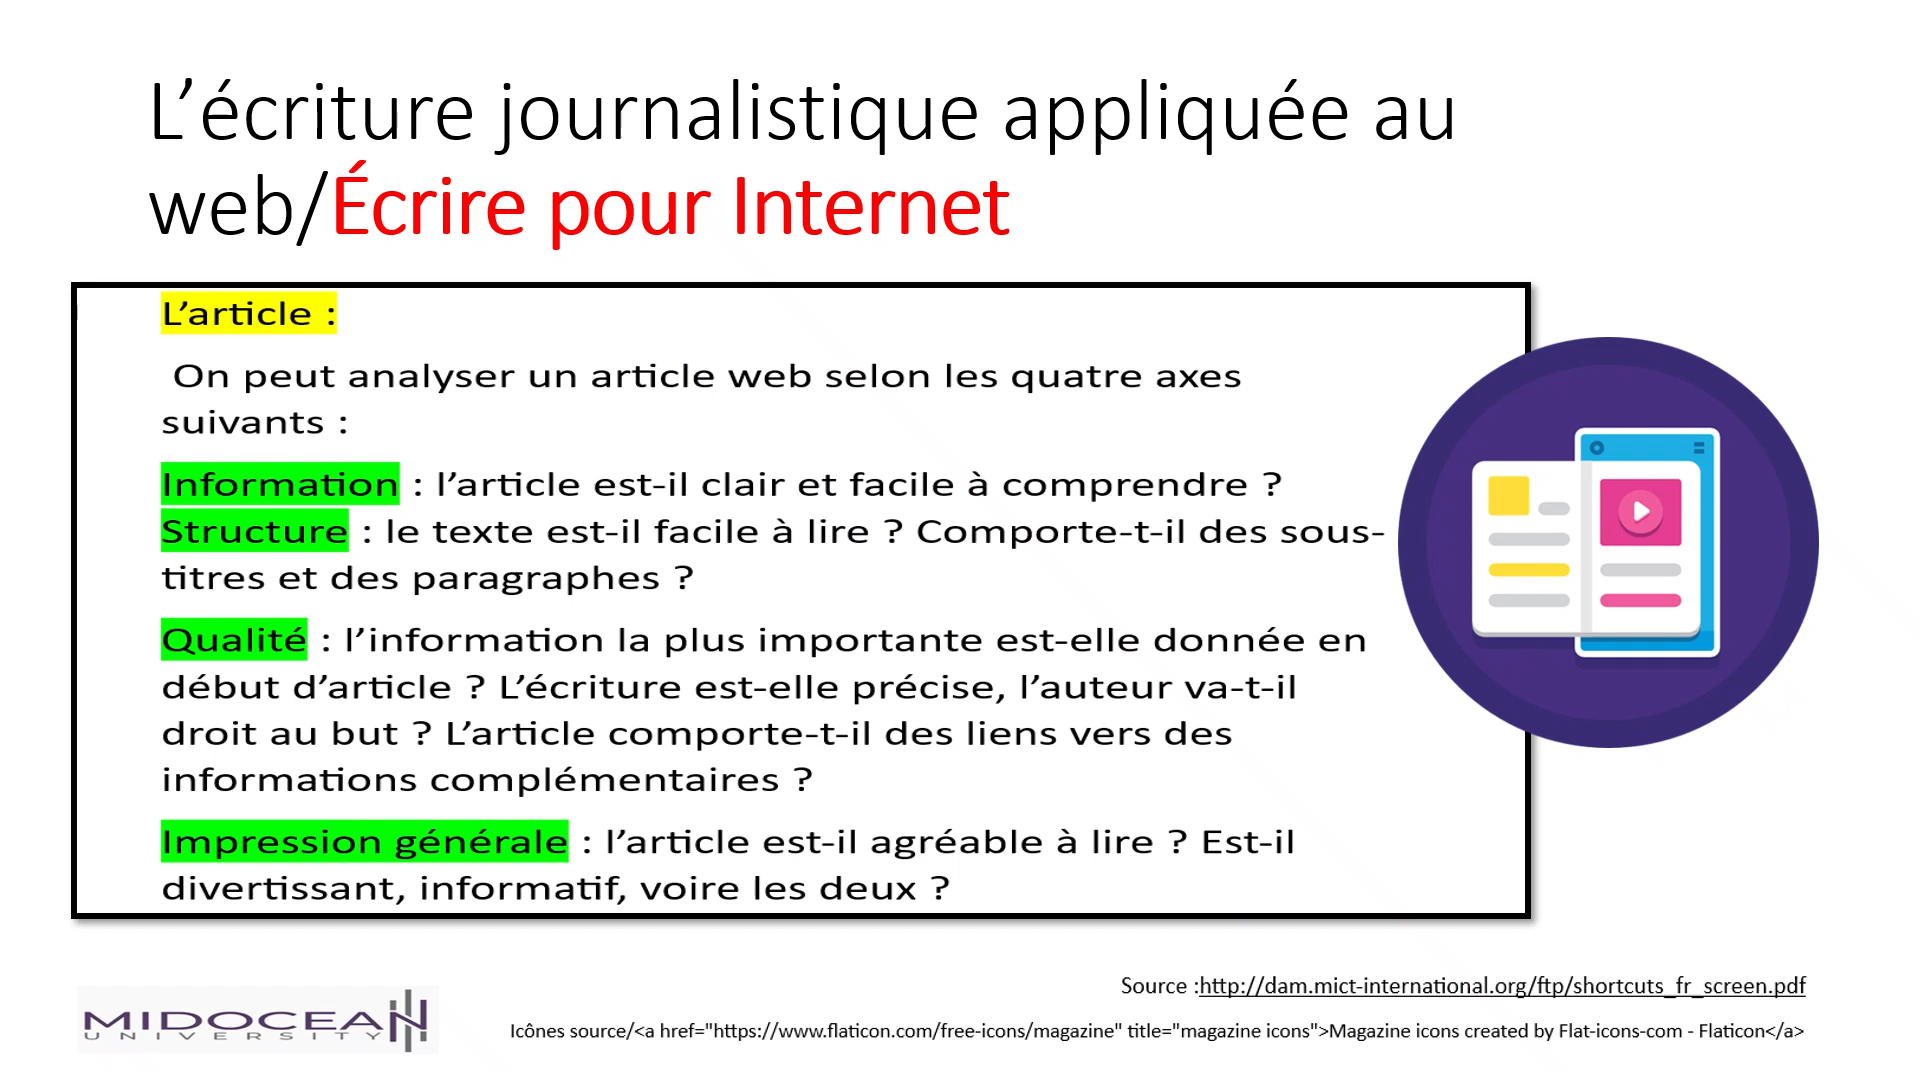 L’écriture journalistique appliquée au
web/Écrire pour Internet
L’article :
On peut analyser un article web selon les quatre axes
suivants :
Information : l’article est-il clair et facile à comprendre ?
Structure : le texte est-il facile à lire ? Comporte-t-il des sous-
titres et des paragraphes ?
Qualité : l’information la plus importante est-elle donnée en
début d’article ? L’écriture est-elle précise, l’auteur va-t-il
droit au but ? L’article comporte-t-il des liens vers des
informations complémentaires ?
Impression générale : l’article est-il agréable à lire ? Est-il
divertissant, informatif, voire les deux ?
Source :http://dam.mict-international.org/ftp/shortcuts_fr_screen.pdf
MIDOCEAN
UNIVERSITY
Icônes source/<a href="https://www.flaticon.com/free-icons/magazine" title="magazine icons">Magazine icons created by Flat-icons-com - Flaticon</a>